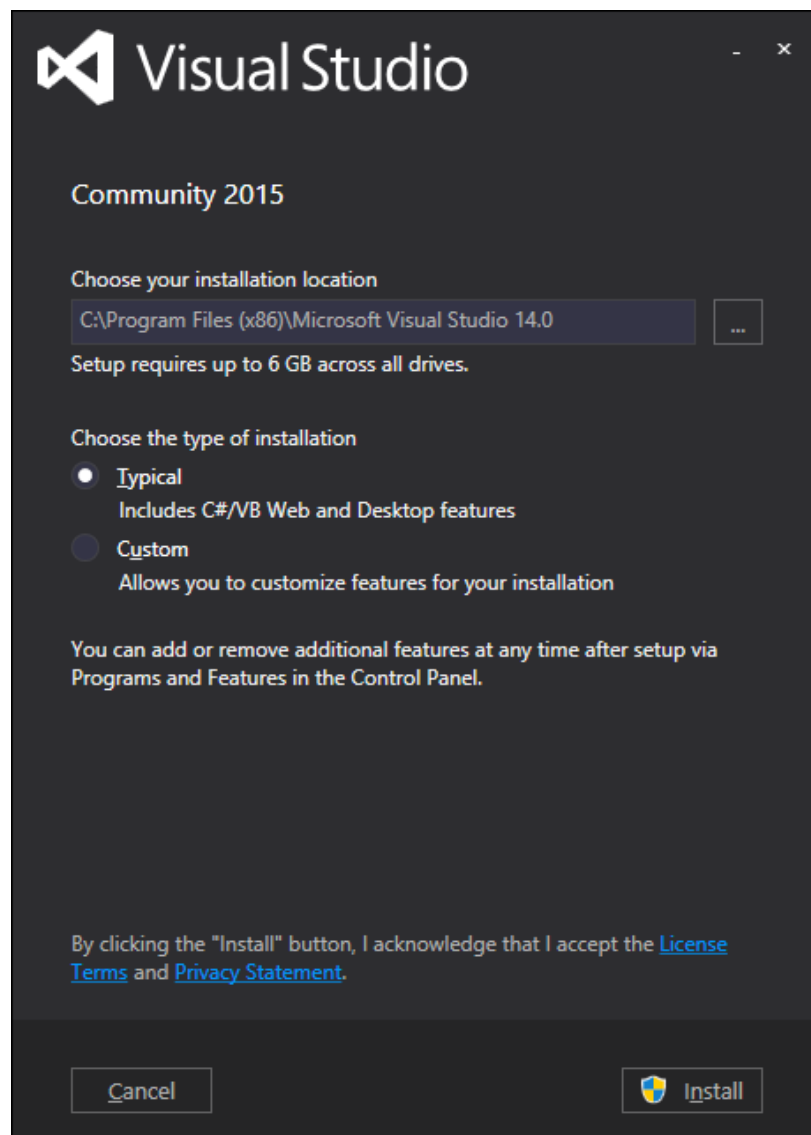 Visual Studio
Community 2015
Choose your installation location
C:\Program Files (x86)\Microsoft Visual Studio 14.0
...
Setup requires up to 6 GB across all drives.
Choose the type of installation
Typical
Includes C#/VB Web and Desktop features
Custom
Allows you to customize features for your installation
You can add or remove additional features at any time after setup via
Programs and Features in the Control Panel.
By clicking the "Install" button, I acknowledge that I accept the License
Terms and Privacy Statement.
Cancel
Install